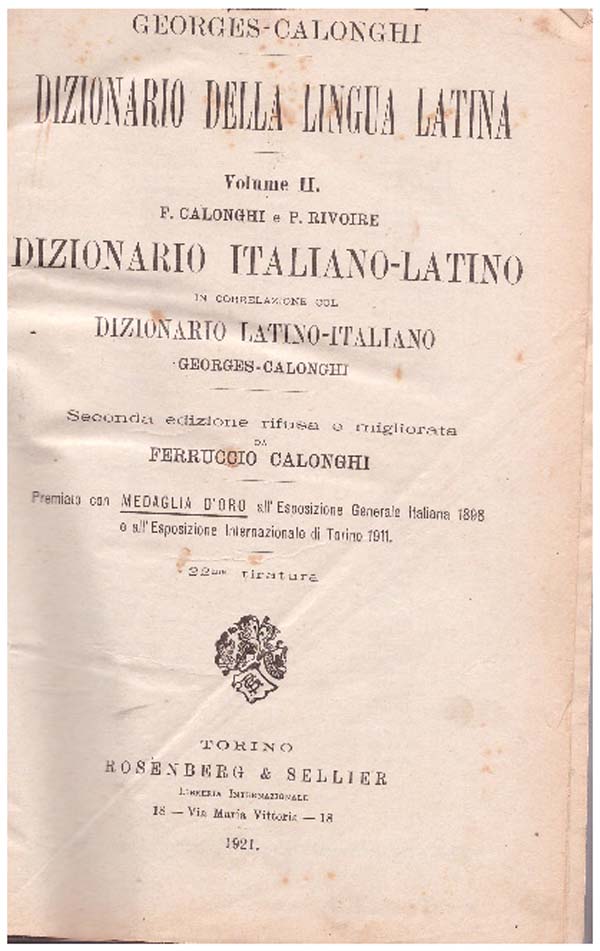 GEORGES-CALONGHI
DIZIONARIO DELLA LINGUA LATINA
Volume II.
F. CALONGHI e P. RIVOIRE
DIZIONARIO ITALIANO-LATINO
IN CORRELAZIONE COL
DIZIONARIO LATINO-ITALIANO
GEORGES-CALONGHI
Seconda edizione rifusa e migliorata
DA
FERRUCCIO CALONGHI
Premiato con MEDAGLIA D'ORO all'Esposizione Generale Italiana 1898
e all'Esposizione Internazionale di Torino 1911.
22ma tiratura
TORINO
ROSENBERG & SELLIER
LIBRERIA INTERNAZIONALE
18 — Via Maria Vittoria — 18
1921.